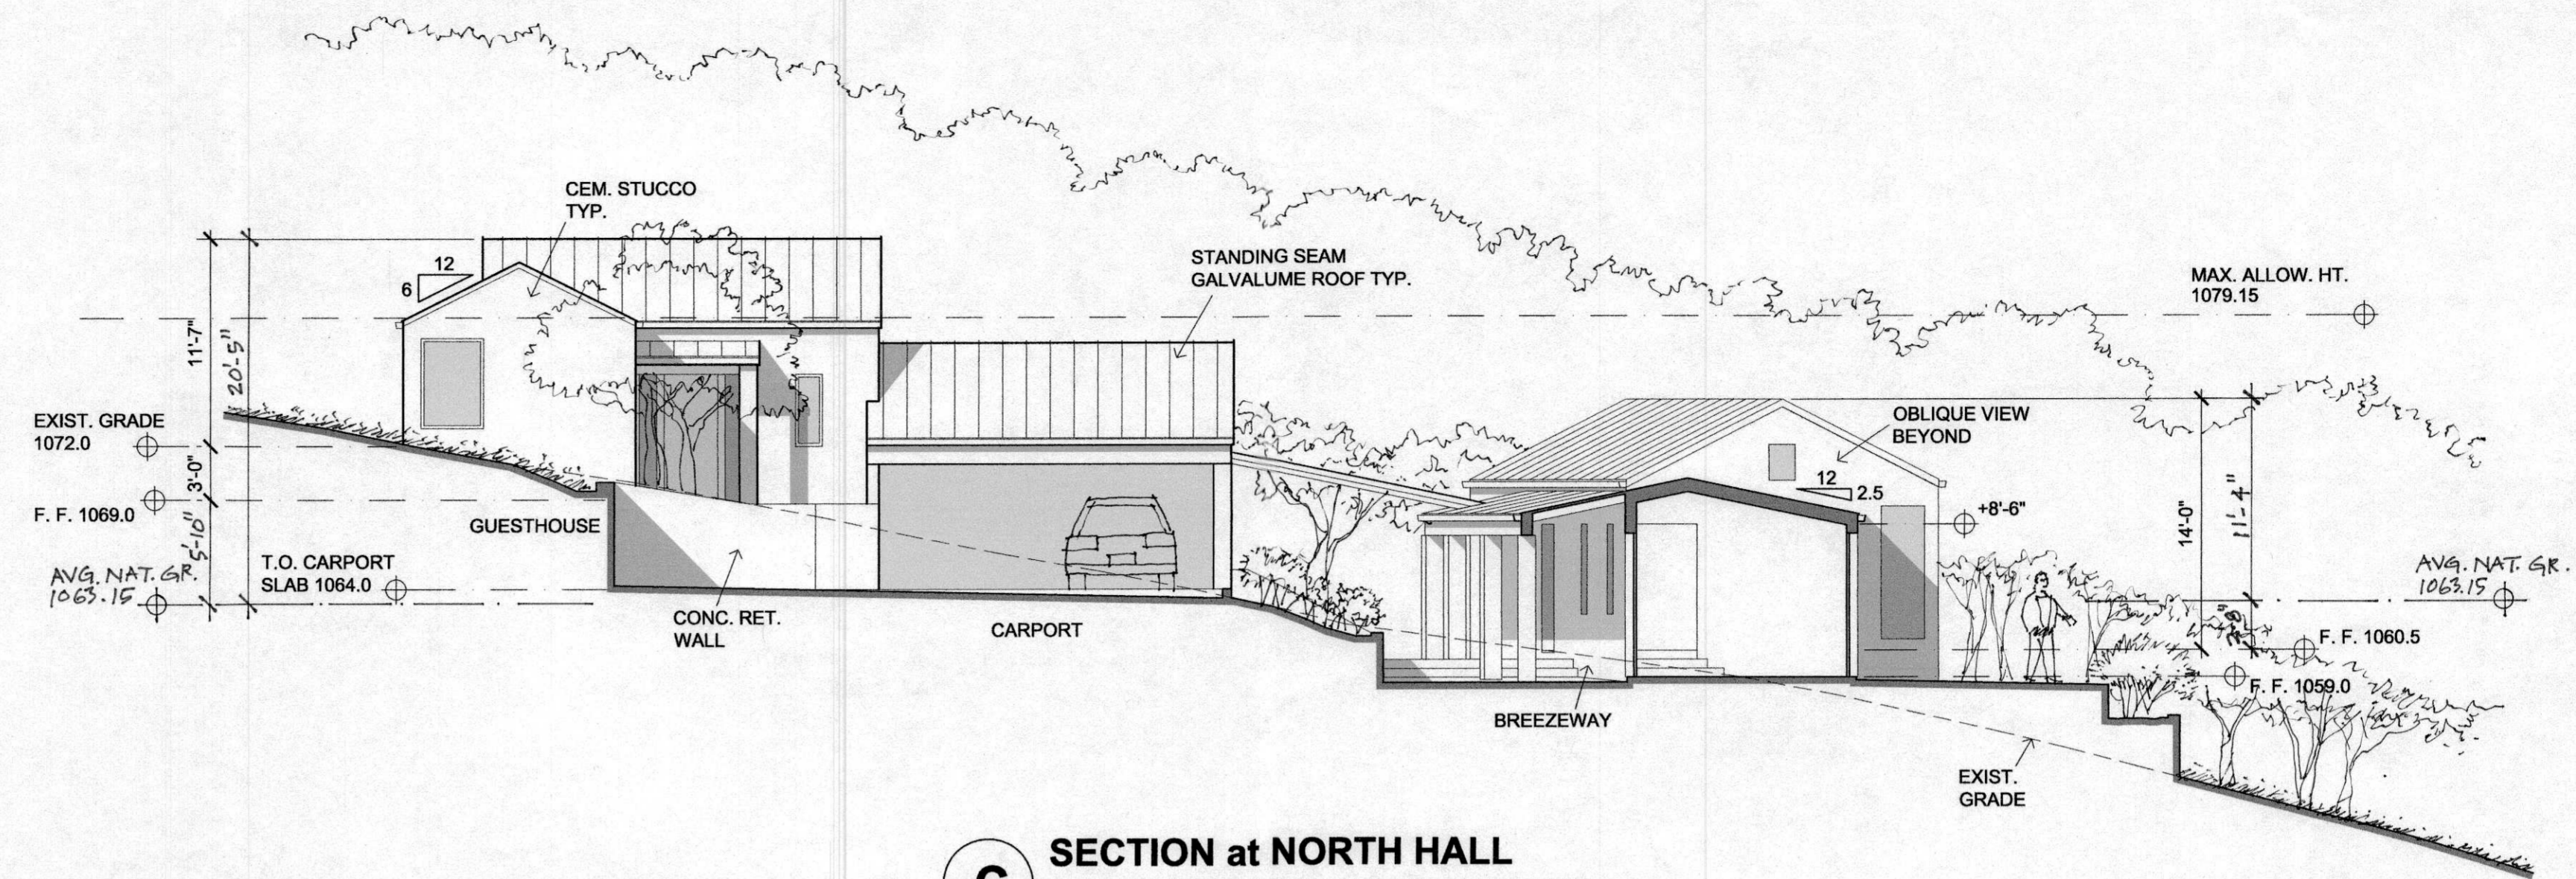 CEM. STUCCO
TYP.
12
6
STANDING SEAM
GALVALUME ROOF TYP.
MAX. ALLOW. HT.
1079.15
11'-7"
20'-5"
EXIST. GRADE
1072.0
3'-0"
F. F. 1069.0
5'-10"
GUESTHOUSE
T.O. CARPORT
SLAB 1064.0
AVG. NAT. GR.
1063.15
CONC. RET.
WALL
CARPORT
OBLIQUE VIEW
BEYOND
12
2.5
+8'-6"
14'-0"
11'-4"
AVG. NAT. GR.
1063.15
2'-8"
F. F. 1060.5
F. F. 1059.0
BREEZEWAY
EXIST.
GRADE
C
SECTION at NORTH HALL